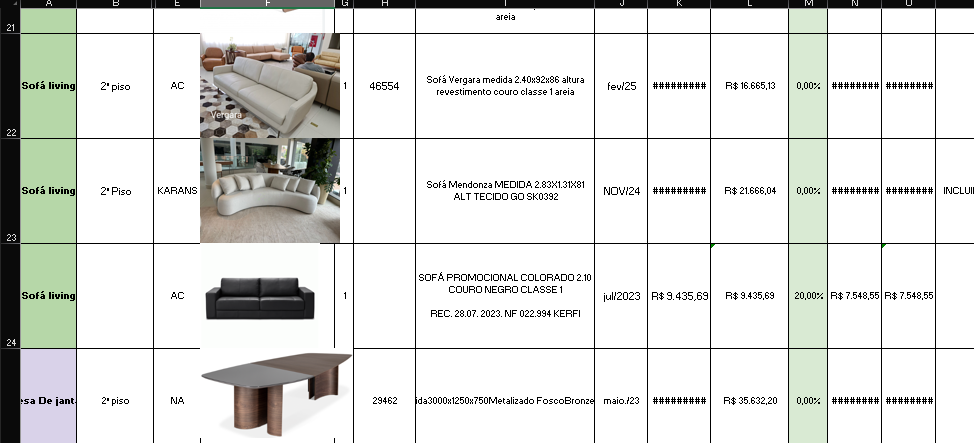 A B E F G H I J K L M N O
21 areia
Sofá living 2º piso AC Vergara 1 46554 Sofá Vergara medida 2.40x92x86 altura
revestimento couro classe 1 areia fev/25 ######### R$ 16.665,13 0,00% ######## ########
22
Sofá living 2º Piso KARANS 1 Sofá Mendonza MEDIDA 2.83X1.31X81
ALT TECIDO GO SK0392 NOV/24 ######### R$ 21.666,04 0,00% ######## ######## INCLUI
23
Sofá living AC 1 SOFÁ PROMOCIONAL COLORADO 2.10
COURO NEGRO CLASSE 1
REC. 28.07. 2023. NF 022.994 KERFI jul/2023 R$ 9.435,69 R$ 9.435,69 20,00% R$ 7.548,55 R$ 7.548,55
24
esa De janta 2º piso NA 29462 ida3000x1250x750Metalizado FoscoBronze maio./23 ######### R$ 35.632,20 0,00% ######## ########